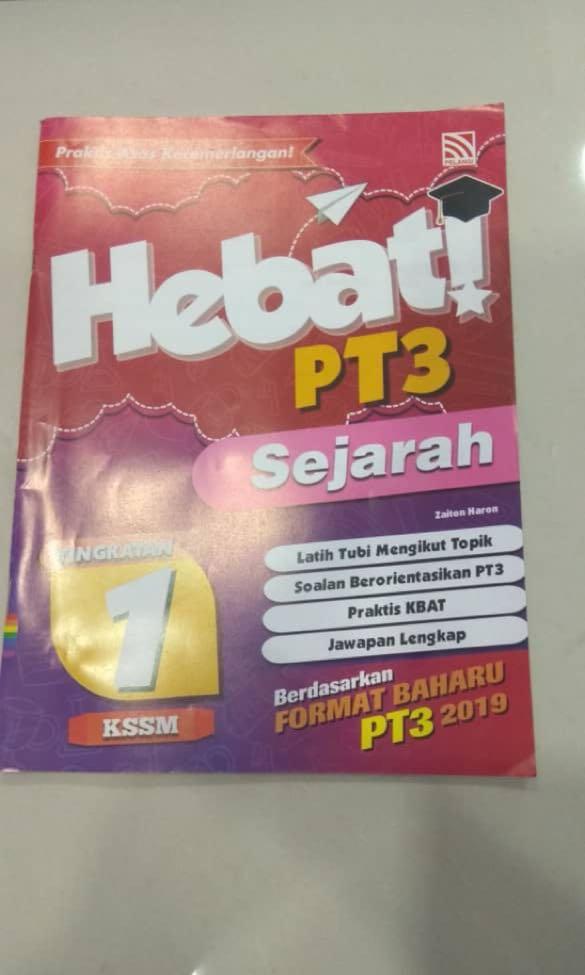 Praktis Asas Kecemerlangan!
PELANGI
Hebat!
PT3
Sejarah
Zaiton Haron
TINGKATAN
1
KSSM
Latih Tubi Mengikut Topik
Soalan Berorientasikan PT3
Praktis KBAT
Jawapan Lengkap
Berdasarkan
FORMAT BAHARU
PT3 2019